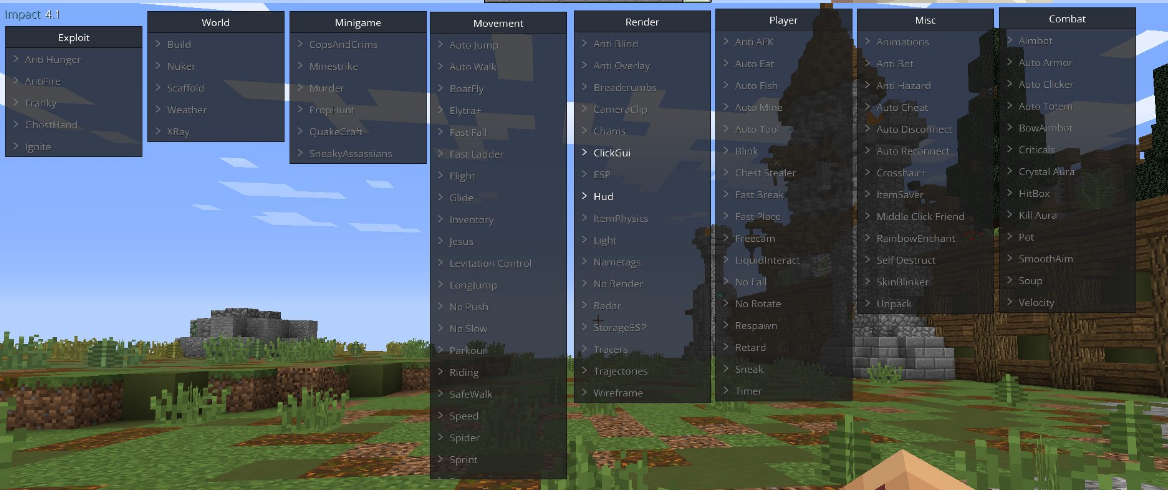 Impact 4.1
Exploit
Anti Hunger
AntiFire
Franky
GhostHand
Ignite
World
Build
Nuker
Scaffold
Weather
XRay
Minigame
CopsAndCrims
Minestrike
Murder
PropHunt
QuakeCraft
SneakyAssassians
Movement
Auto Jump
Auto Walk
BoatFly
Elytra+
Fast Fall
Fast Ladder
Flight
Glide
Inventory
Jesus
Levitation Control
LongJump
No Push
No Slow
Parkour
Riding
SafeWalk
Speed
Spider
Sprint
Render
Anti Blind
Anti Overlay
Breadcrumbs
CameraClip
Chams
ClickGui
ESP
Hud
ItemPhysics
Light
Nametags
No Render
Radar
StorageESP
Tracers
Trajectories
Wireframe
Player
Anti AFK
Auto Eat
Auto Fish
Auto Mine
Auto Tool
Blink
Chest Stealer
Fast Break
Fast Place
Freecam
LiquidInteract
No Fall
No Rotate
Respawn
Retard
Sneak
Timer
Misc
Animations
Anti Bot
Anti Hazard
Auto Cheat
Auto Disconnect
Auto Reconnect
Crosshair+
ItemSaver
Middle Click Friend
RainbowEnchant
Self Destruct
SkinBlinker
Unpack
Combat
Aimbot
Auto Armor
Auto Clicker
Auto Totem
BowAimbot
Criticals
Crystal Aura
HitBox
Kill Aura
Pot
SmoothAim
Soup
Velocity